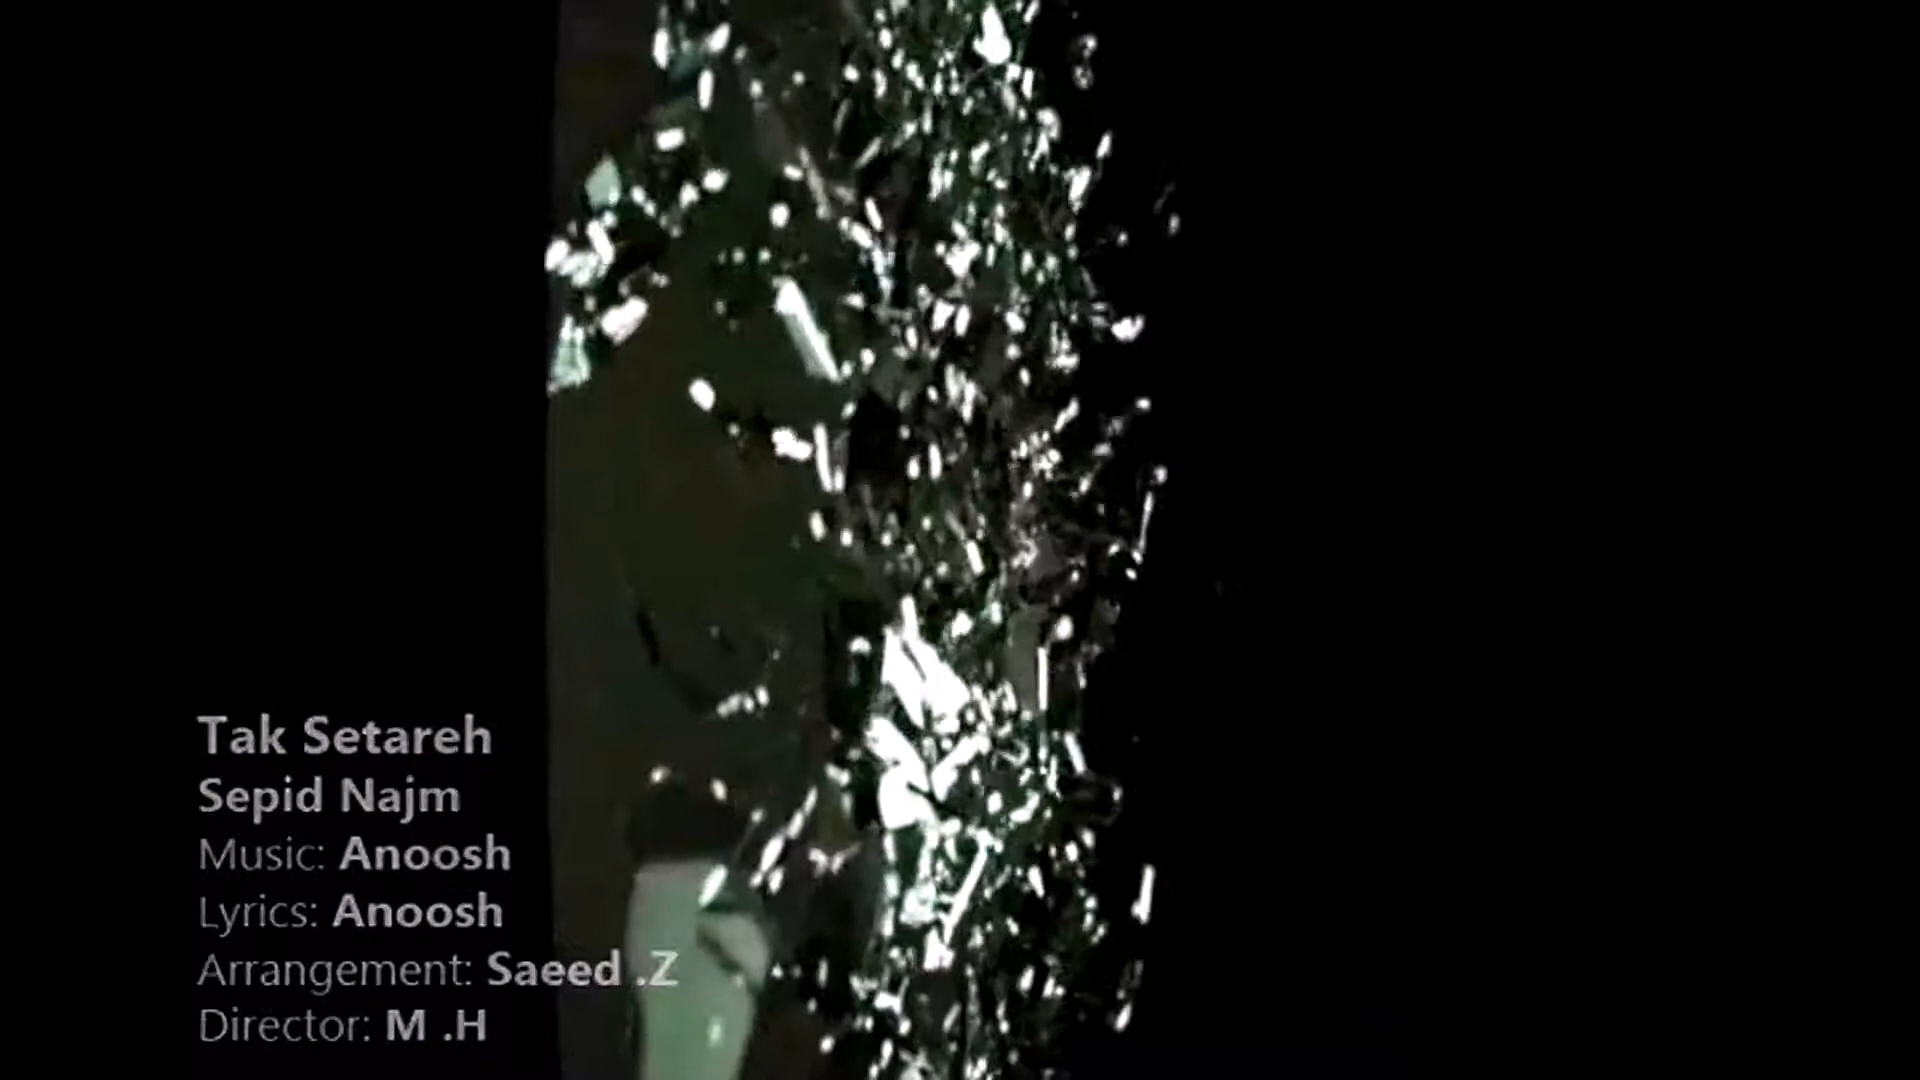 Tak Setareh
Sepid Najm
Music: Anoosh
Lyrics: Anoosh
Arrangement: Saeed .Z
Director: M .H